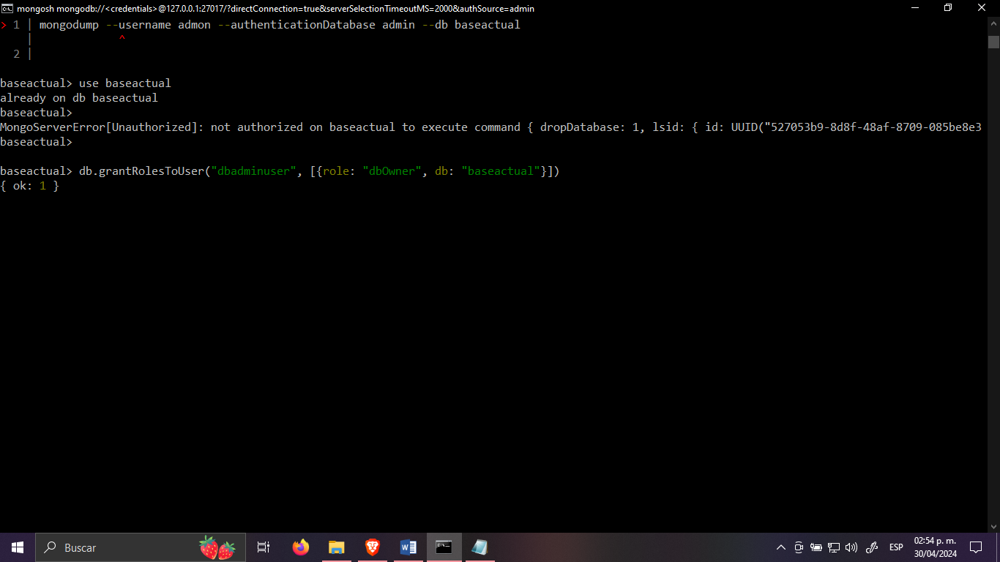 mongosh mongodb://<credentials>@127.0.0.1:27017/?directConnection=true&serverSelectionTimeoutMS=2000&authSource=admin
> 1 | mongodump --username admon --authenticationDatabase admin --db baseactual
| ^
2 |
baseactual> use baseactual
already on db baseactual
baseactual>
MongoServerError[Unauthorized]: not authorized on baseactual to execute command { dropDatabase: 1, lsid: { id: UUID("527053b9-8d8f-48af-8709-085be8e3
baseactual>
baseactual> db.grantRolesToUser("dbadminuser", [{role: "dbOwner", db: "baseactual"}])
{ ok: 1 }
Buscar
ESP
02:54 p. m.
30/04/2024